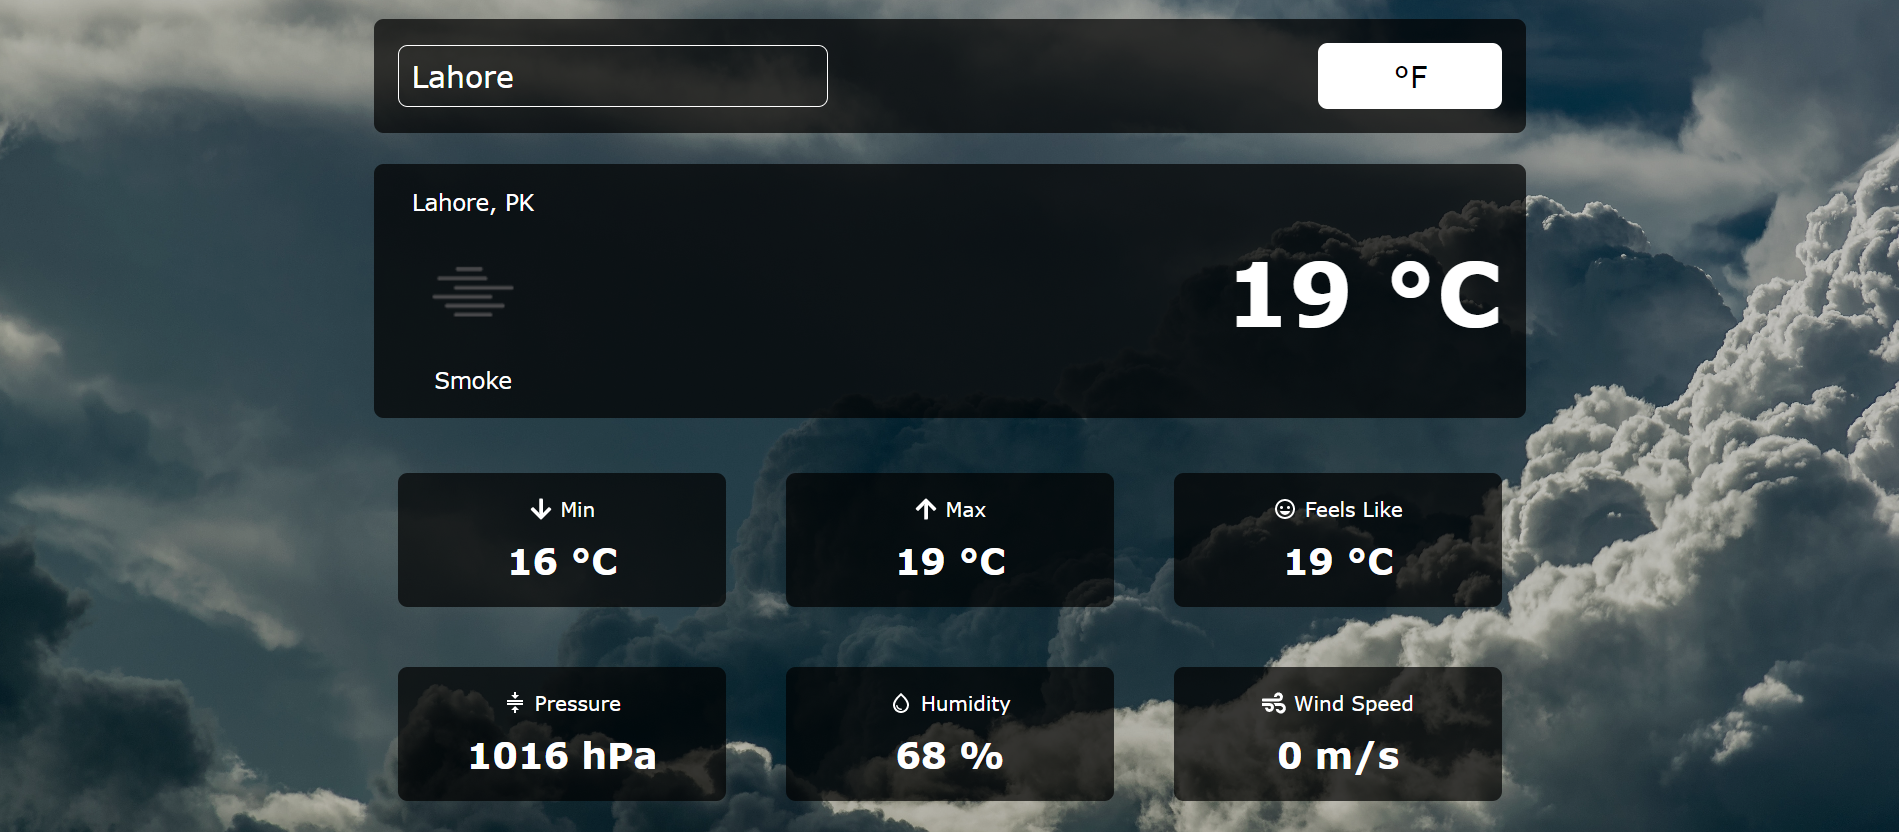 Lahore
°F
Lahore, PK
19 °C
Smoke
Min
16 °C
Max
19 °C
Feels Like
19 °C
Pressure
1016 hPa
Humidity
68 %
Wind Speed
0 m/s